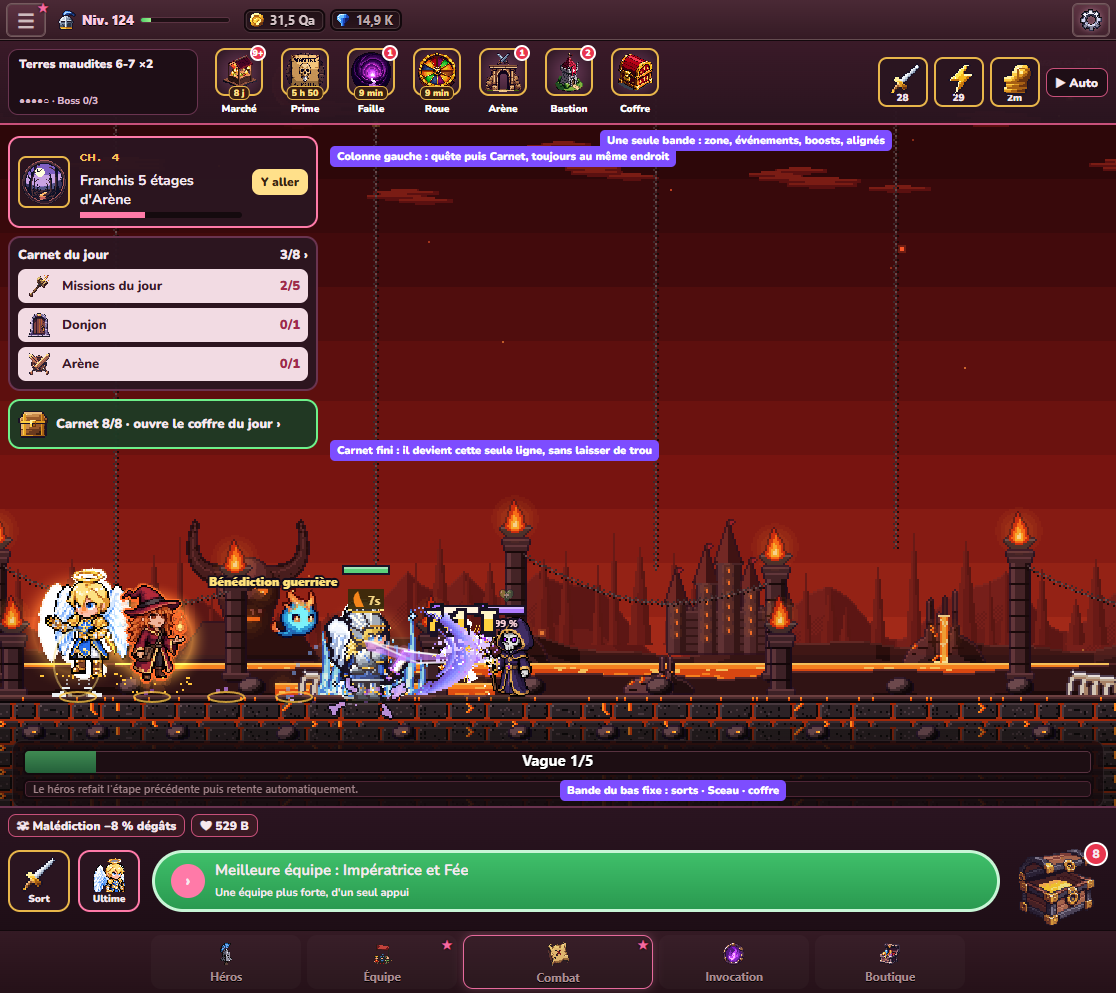 Niv. 124
31,5 Qa
14,9 K
Terres maudites 6-7 ×2
Boss 0/3
9+
8 j
Marché
5 h 50
Prime
1
9 min
Faille
9 min
Roue
1
Arène
2
Bastion
Coffre
28
29
2m
Auto
Une seule bande : zone, événements, boosts, alignés
Colonne gauche : quête puis Carnet, toujours au même endroit
CH. 4
Franchis 5 étages
d'Arène
Y aller
Carnet du jour 3/8 ›
Missions du jour 2/5
Donjon 0/1
Arène 0/1
Carnet 8/8 · ouvre le coffre du jour ›
Carnet fini : il devient cette seule ligne, sans laisser de trou
Bénédiction guerrière
7s
99 %
Vague 1/5
Le héros refait l'étape précédente puis retente automatiquement.
Bande du bas fixe : sorts · Sceau · coffre
Malédiction −8 % dégâts
529 B
Sort
Ultime
Meilleure équipe : Impératrice et Fée
Une équipe plus forte, d'un seul appui
8
Héros
Équipe
Combat
Invocation
Boutique